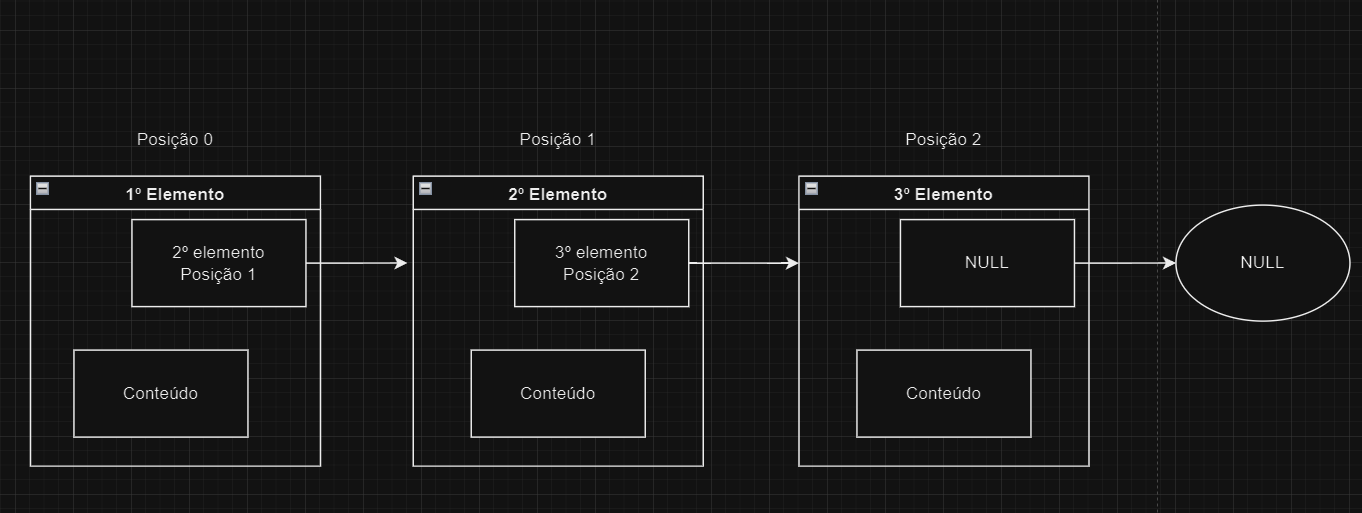 Posição 0
Posição 1
Posição 2
1º Elemento
2º Elemento
3º Elemento
2º elemento
Posição 1
3º elemento
Posição 2
NULL
NULL
Conteúdo
Conteúdo
Conteúdo